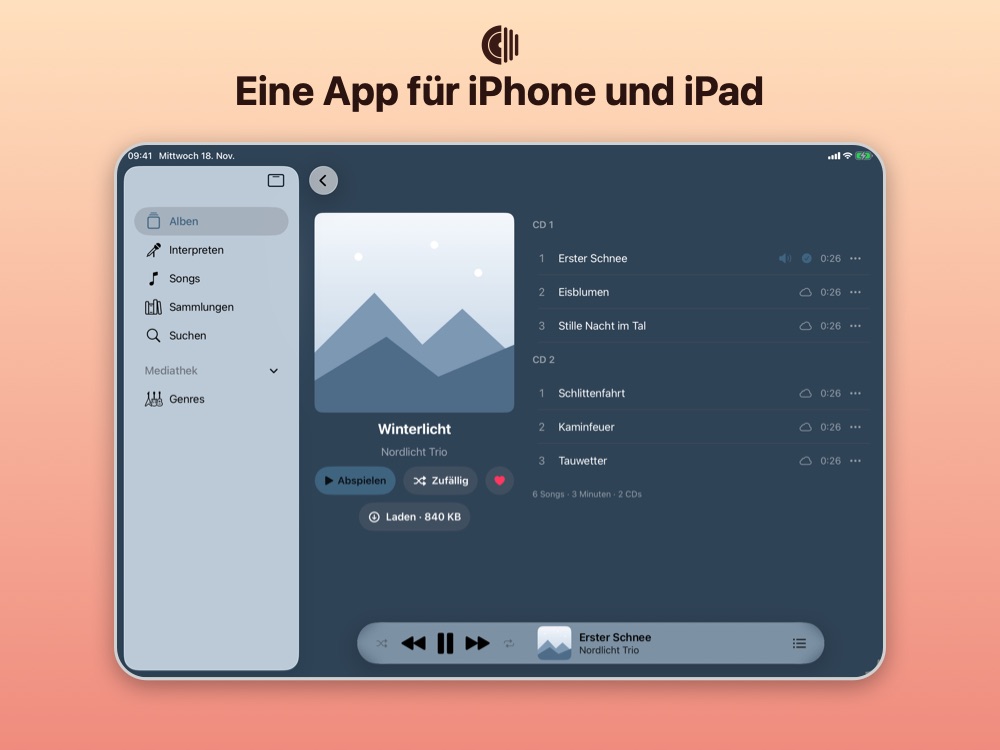 Eine App für iPhone und iPad
09:41 Mittwoch 18. Nov.
Alben
Interpreten
Songs
Sammlungen
Suchen
Mediathek
Genres
Winterlicht
Nordlicht Trio
Abspielen
Zufällig
Laden · 840 KB
CD 1
1 Erster Schnee 0:26
2 Eisblumen 0:26
3 Stille Nacht im Tal 0:26
CD 2
1 Schlittenfahrt 0:26
2 Kaminfeuer 0:26
3 Tauwetter 0:26
6 Songs · 3 Minuten · 2 CDs
Erster Schnee
Nordlicht Trio